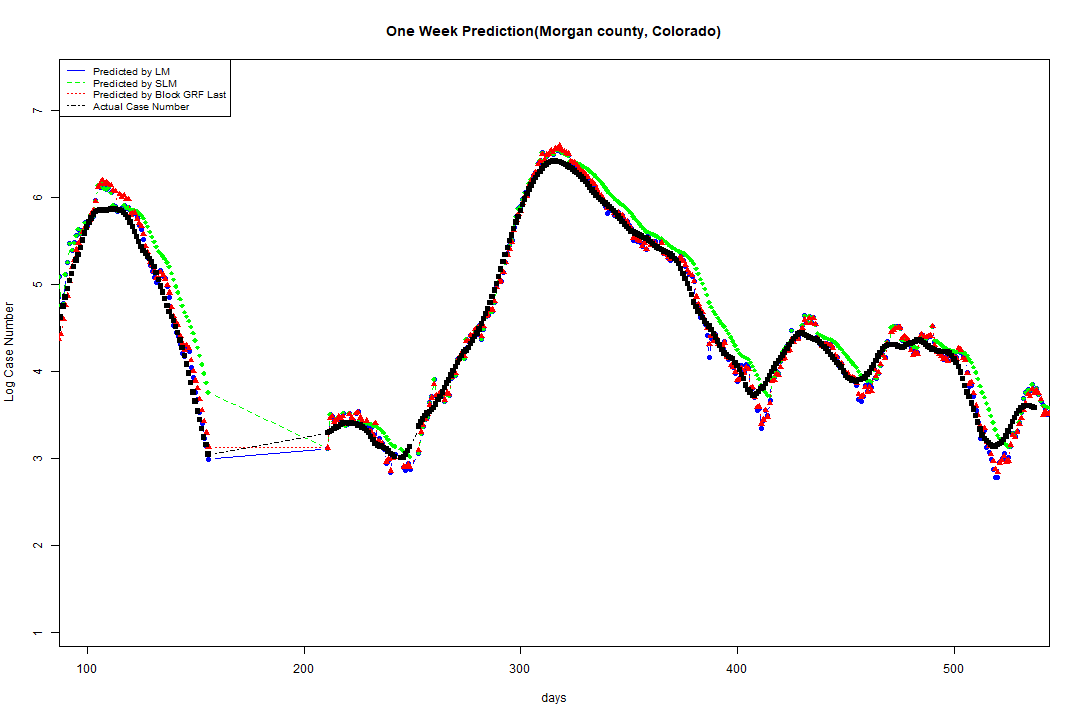 One Week Prediction(Morgan county, Colorado)
Predicted by LM
Predicted by SLM
Predicted by Block GRF Last
Actual Case Number
7
6
5
4
3
2
1
Log Case Number
100 200 300 400 500
days